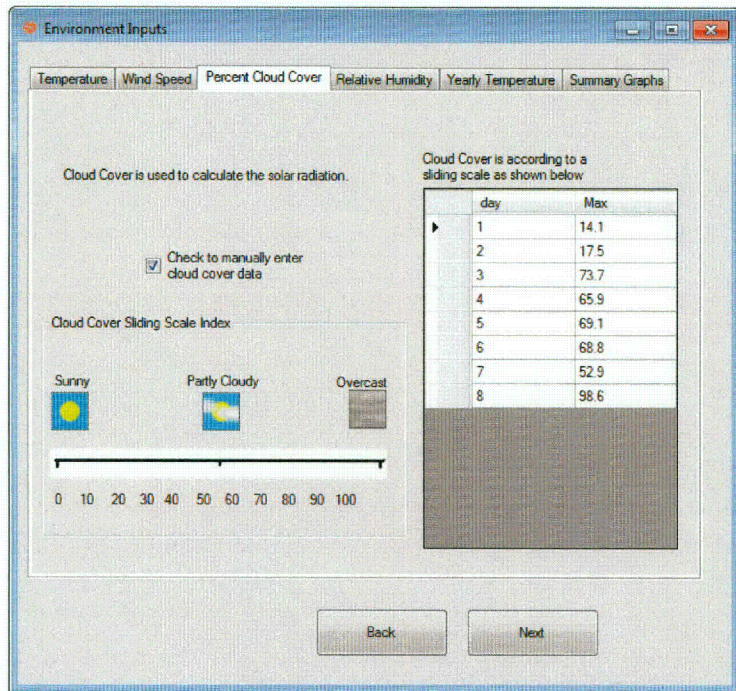 Environment Inputs
Temperature Wind Speed Percent Cloud Cover Relative Humidity Yearly Temperature Summary Graphs
Cloud Cover is used to calculate the solar radiation.
Check to manually enter
cloud cover data
Cloud Cover Sliding Scale Index
Sunny Partly Cloudy Overcast
0 10 20 30 40 50 60 70 80 90 100
Cloud Cover is according to a
sliding scale as shown below
day Max
1 14.1
2 17.5
3 73.7
4 65.9
5 69.1
6 68.8
7 52.9
8 98.6
Back Next